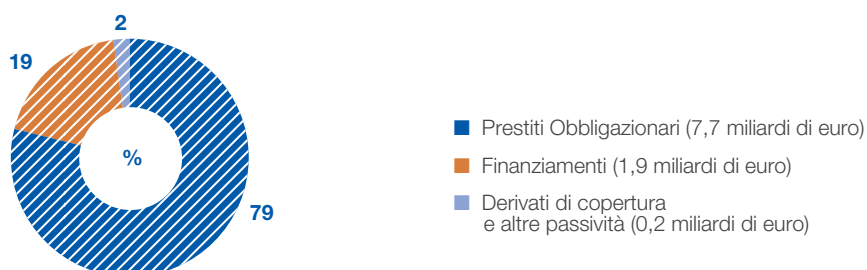 2
19
%
79
Prestiti Obbligazionari (7,7 miliardi di euro)
Finanziamenti (1,9 miliardi di euro)
Derivati di copertura
e altre passività (0,2 miliardi di euro)